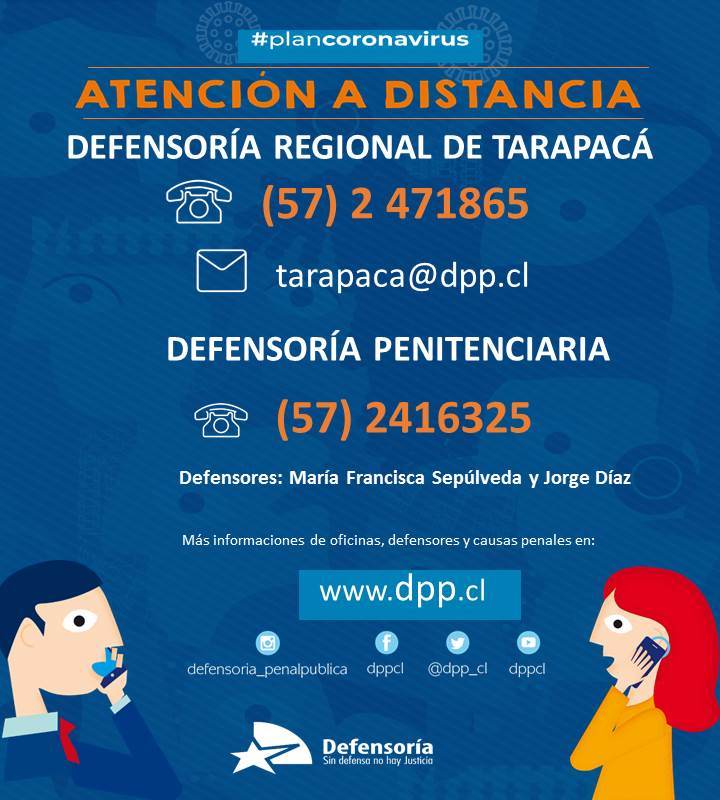 #plancoronavirus
ATENCIÓN A DISTANCIA
DEFENSORÍA REGIONAL DE TARAPACÁ
(57) 2 471865
tarapaca@dpp.cl
DEFENSORÍA PENITENCIARIA
(57) 2416325
Defensores: María Francisca Sepúlveda y Jorge Díaz
Más informaciones de oficinas, defensores y causas penales en:
www.dpp.cl
defensoria_penalpublica dppcl @dpp_cl dppcl
Defensoría
Sin defensa no hay Justicia